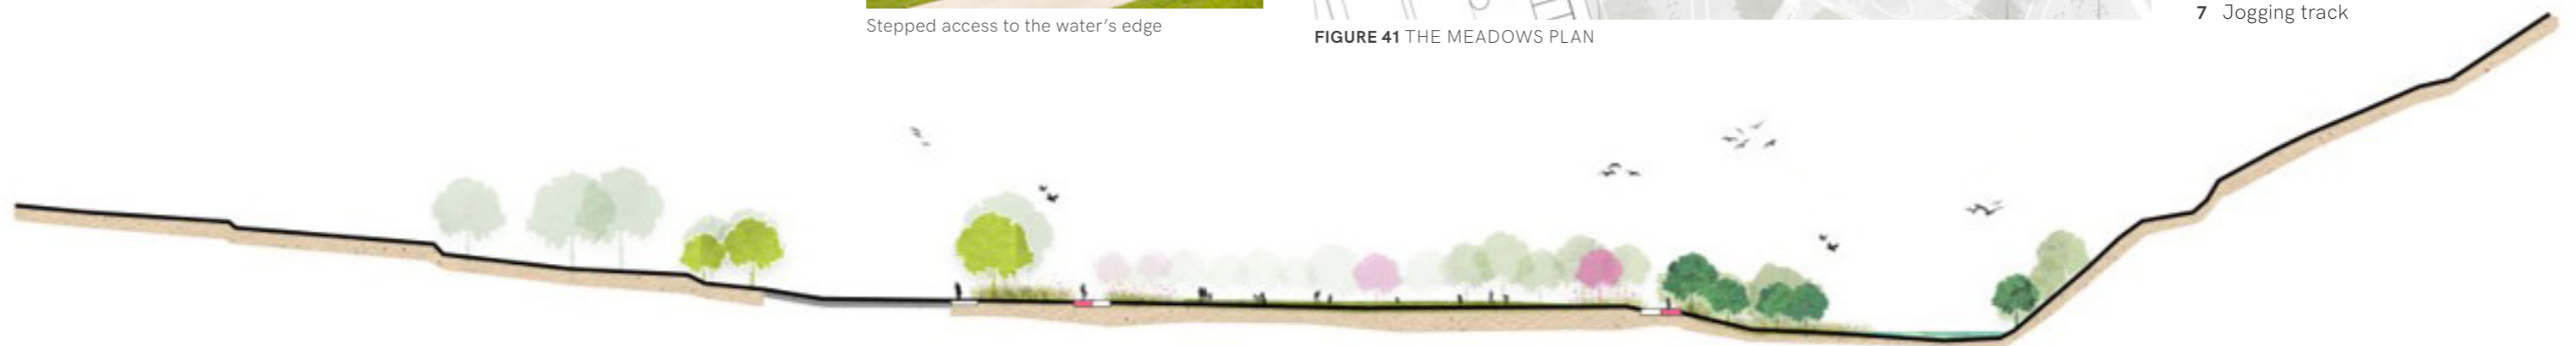 Stepped access to the water's edge
FIGURE 41 THE MEADOWS PLAN
7 Jogging track